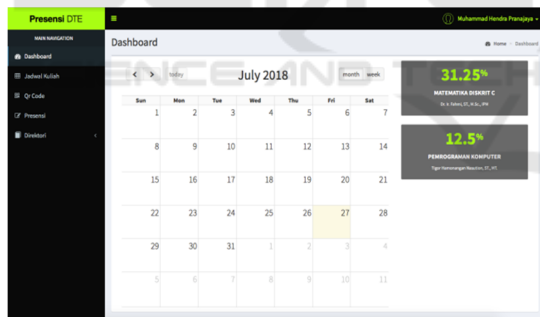 Presensi DTE
Muhammad Hendra Pranajaya
MAIN NAVIGATION
Dashboard
Jadwal Kuliah
Qr Code
Presensi
Direktori
Dashboard
Home > Dashboard
< > today
July 2018
month week
Sun Mon Tue Wed Thu Fri Sat
1 2 3 4 5 6 7
8 9 10 11 12 13 14
15 16 17 18 19 20 21
22 23 24 25 26 27 28
29 30 31 1 2 3 4
5 6 7 8 9 10 11
31.25%
MATEMATIKA DISKRIT C
12.5%
PEMROGRAMAN KOMPUTER